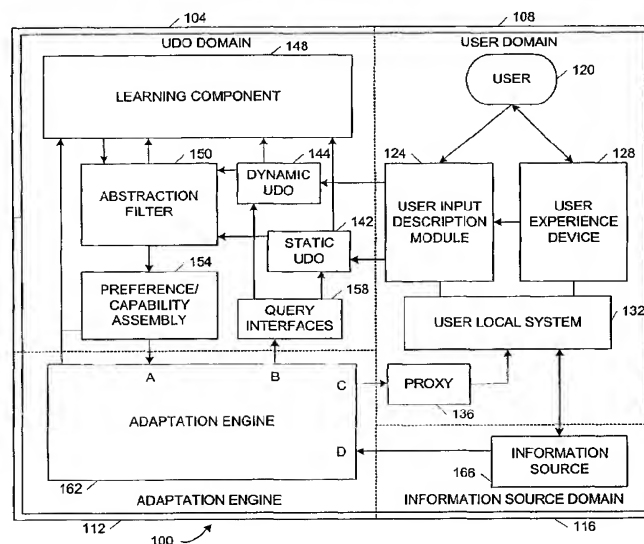 104
108
UDO DOMAIN
148
USER DOMAIN
LEARNING COMPONENT
USER
120
150
144
124
128
ABSTRACTION
FILTER
DYNAMIC
UDO
USER INPUT
DESCRIPTION
MODULE
USER
EXPERIENCE
DEVICE
142
STATIC
UDO
154
158
PREFERENCE/
CAPABILITY
ASSEMBLY
QUERY
INTERFACES
USER LOCAL SYSTEM
132
A
B
C
PROXY
136
ADAPTATION ENGINE
D
INFORMATION
SOURCE
162
166
ADAPTATION ENGINE
INFORMATION SOURCE DOMAIN
112
100
116